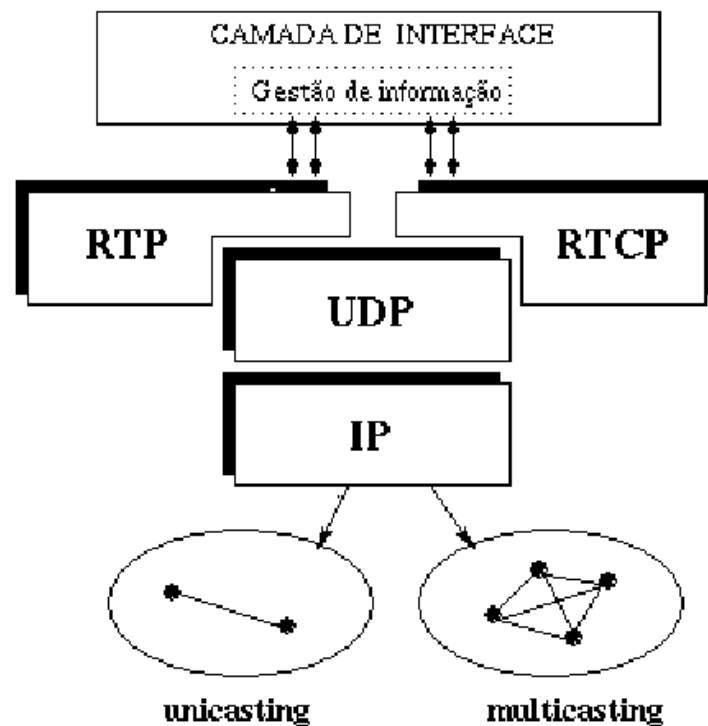 CAMADA DE INTERFACE
Gestão de informação
RTP
RTCP
UDP
IP
unicasting
multicasting